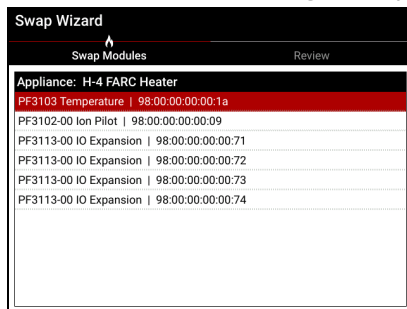 Swap Wizard
Swap Modules
Review
Appliance: H-4 FARC Heater
PF3103 Temperature | 98:00:00:00:00:1a
PF3102-00 Ion Pilot | 98:00:00:00:00:09
PF3113-00 IO Expansion | 98:00:00:00:00:71
PF3113-00 IO Expansion | 98:00:00:00:00:72
PF3113-00 IO Expansion | 98:00:00:00:00:73
PF3113-00 IO Expansion | 98:00:00:00:00:74